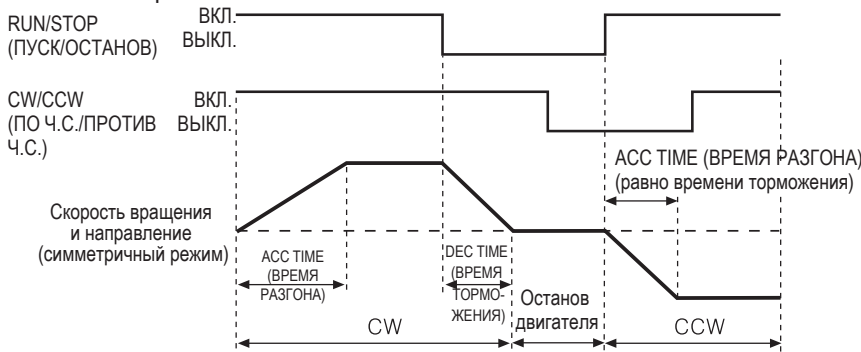 RUN/STOP
(ПУСК/ОСТАНОВ)
ВКЛ.
ВЫКЛ.
CW/CCW
(ПО Ч.С./ПРОТИВ
Ч.С.)
ВКЛ.
ВЫКЛ.
ACC TIME (ВРЕМЯ РАЗГОНА)
(равно времени торможения)
Скорость вращения
и направление
(симметричный режим)
ACC TIME
(ВРЕМЯ
РАЗГОНА)
DEC TIME
(ВРЕМЯ
ТОРМО-
ЖЕНИЯ)
Останов
двигателя
CW
CCW